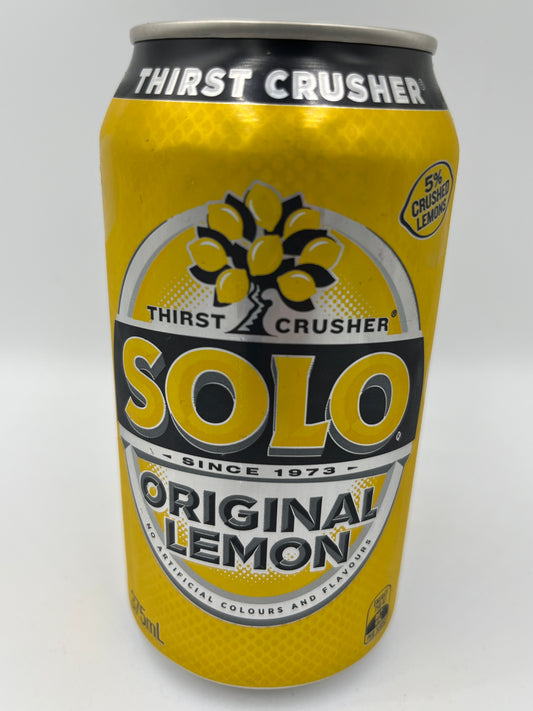 THIRST CRUSHER
5%
CRUSHED
LEMONS
THIRST CRUSHER®
SOLO®
SINCE 1973
ORIGINAL
LEMON
NO ARTIFICIAL COLOURS AND FLAVOURS
375mL